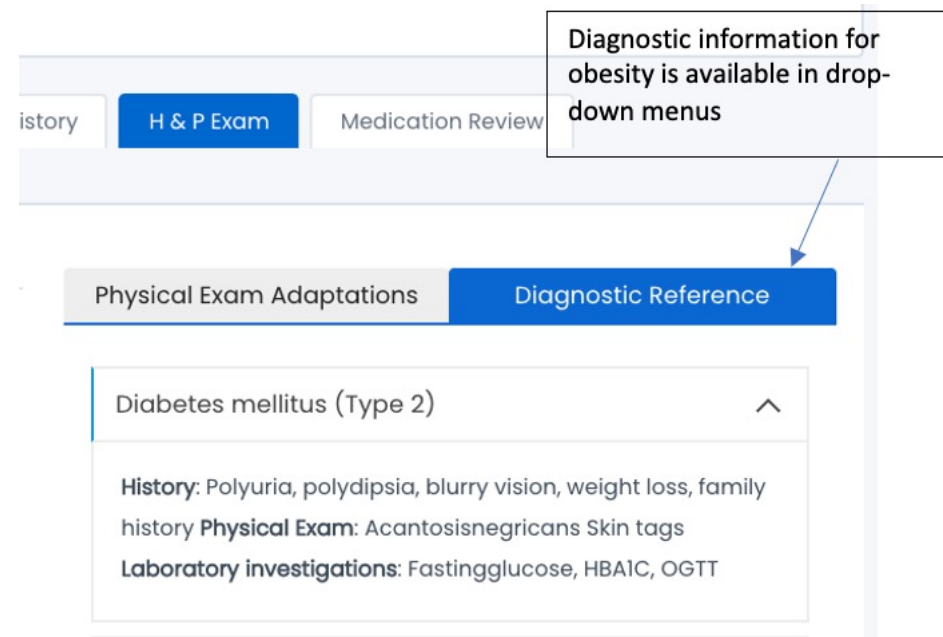 Diagnostic information for
obesity is available in drop-
down menus
istory
H & P Exam
Medication Review
Physical Exam Adaptations
Diagnostic Reference
Diabetes mellitus (Type 2)
History: Polyuria, polydipsia, blurry vision, weight loss, family
history Physical Exam: Acantosisnegricans Skin tags
Laboratory investigations: Fastingglucose, HBA1C, OGTT